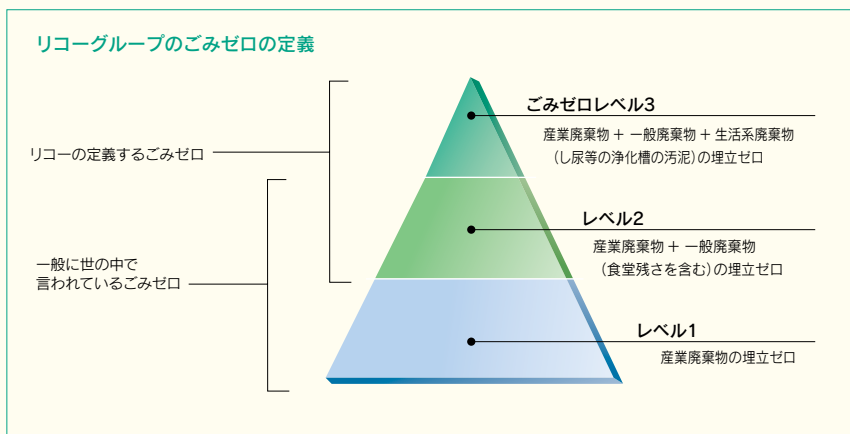 リコーグループのごみゼロの定義
リコーの定義するごみゼロ
一般に世の中で
言われているごみゼロ
ごみゼロレベル3
産業廃棄物 + 一般廃棄物 + 生活系廃棄物
(し尿等の浄化槽の汚泥)の埋立ゼロ
レベル2
産業廃棄物 + 一般廃棄物
(食堂残さを含む)の埋立ゼロ
レベル1
産業廃棄物の埋立ゼロ